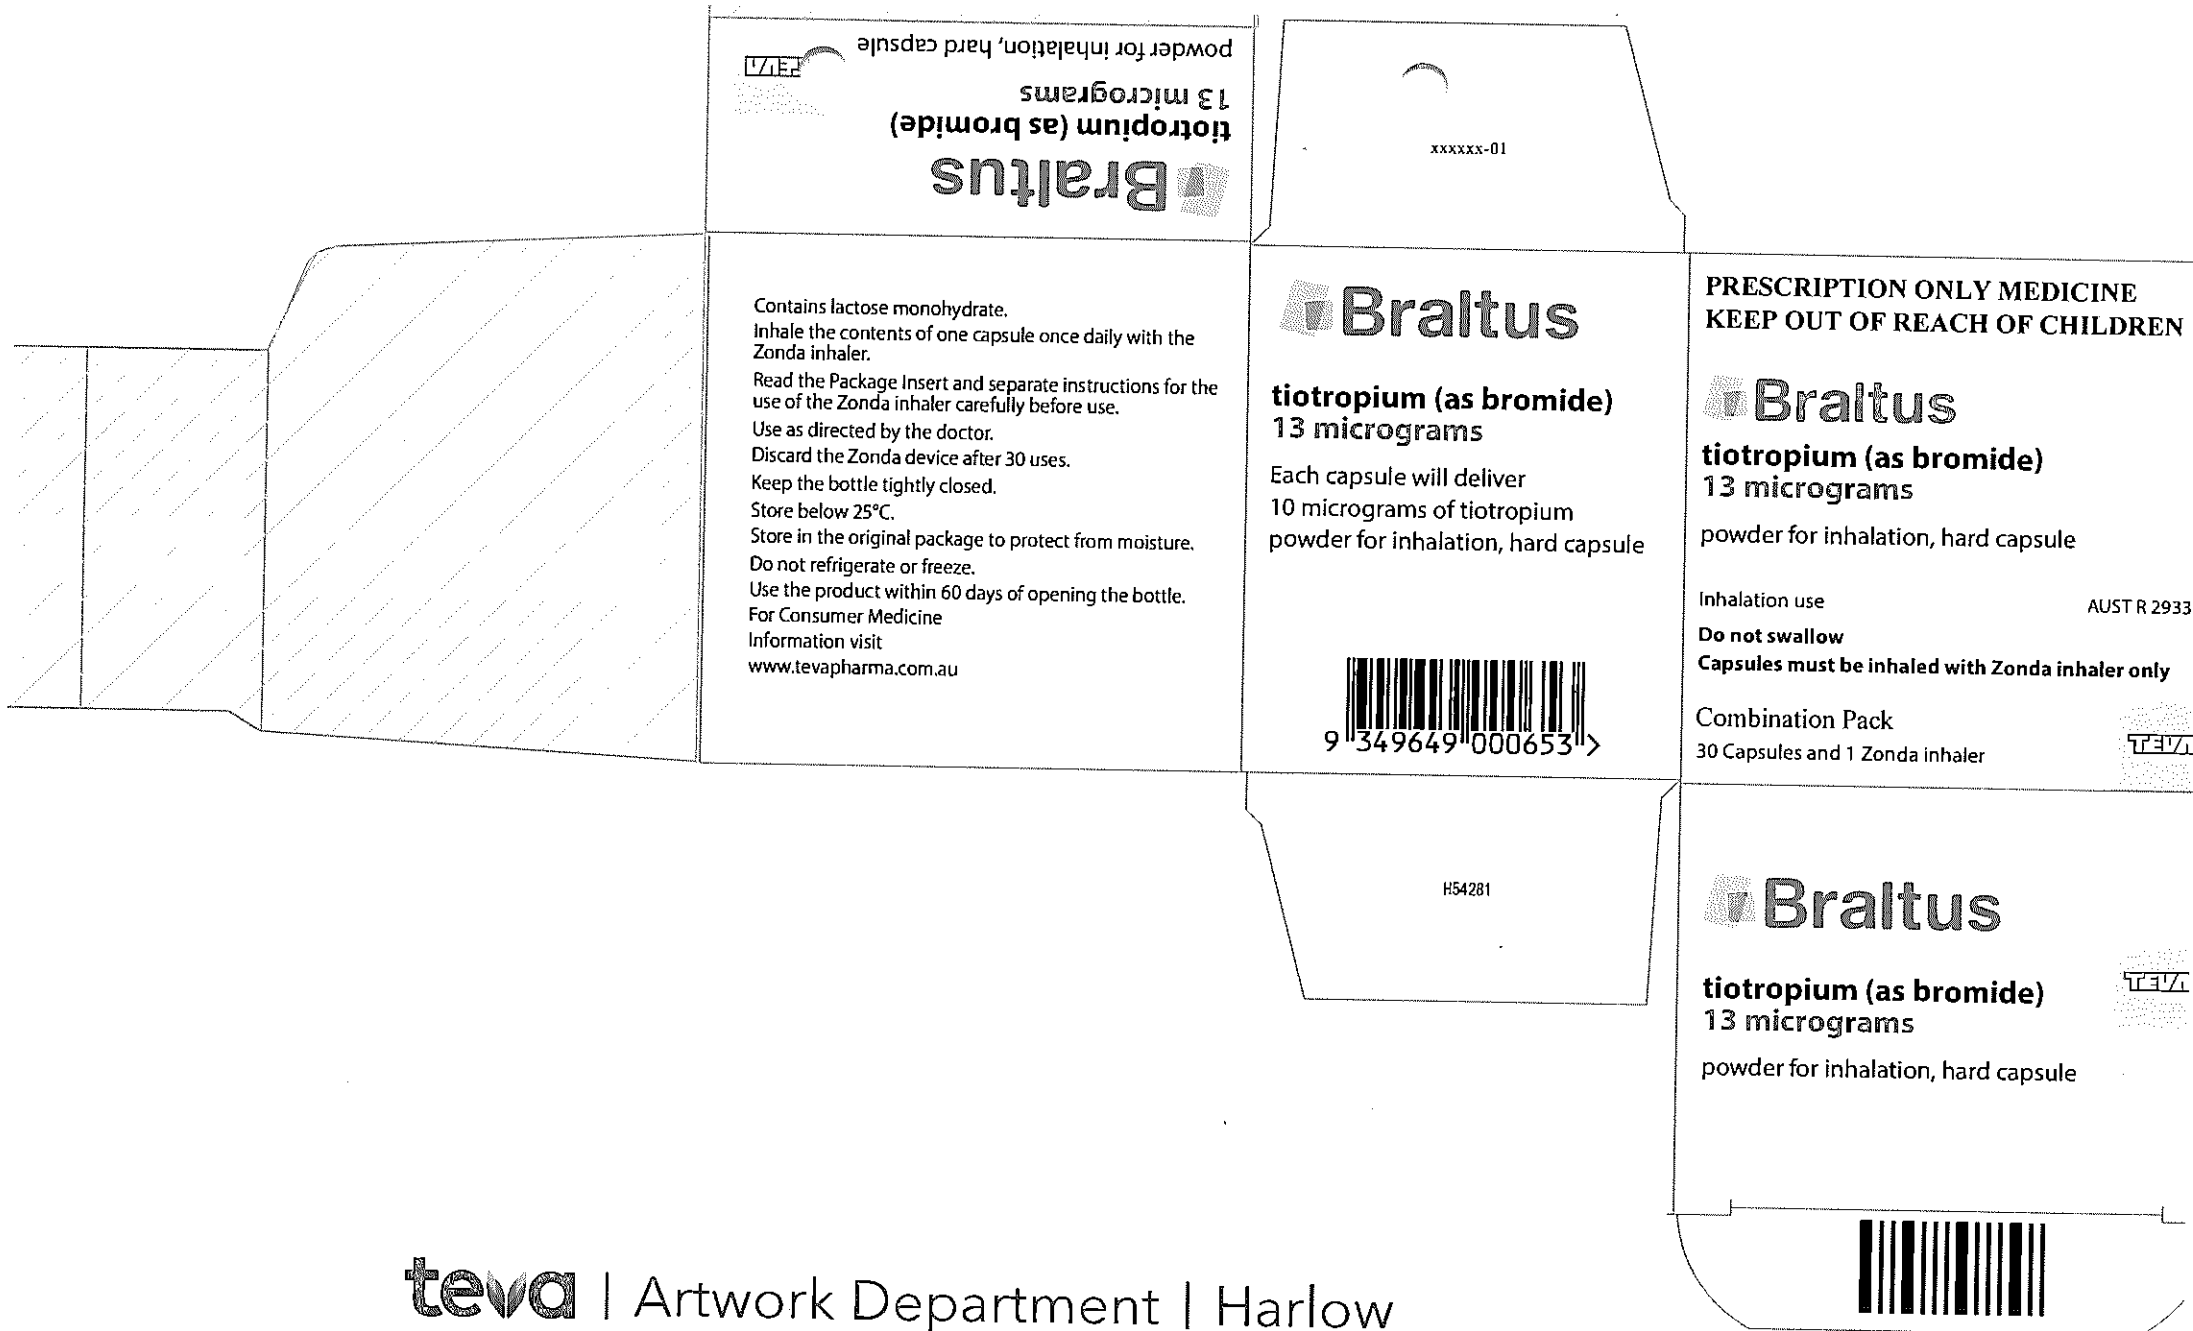 powder for inhalation, hard capsule
TEVA
13 micrograms
tiotropium (as bromide)
Braltus
xxxxxx-01
Contains lactose monohydrate.
Inhale the contents of one capsule once daily with the
Zonda inhaler.
Read the Package Insert and separate instructions for the
use of the Zonda inhaler carefully before use.
Use as directed by the doctor.
Discard the Zonda device after 30 uses.
Keep the bottle tightly closed.
Store below 25°C.
Store in the original package to protect from moisture.
Do not refrigerate or freeze.
Use the product within 60 days of opening the bottle.
For Consumer Medicine
Information visit
www.tevapharma.com.au
Braltus
tiotropium (as bromide)
13 micrograms
Each capsule will deliver
10 micrograms of tiotropium
powder for inhalation, hard capsule
9 349649 000653 >
PRESCRIPTION ONLY MEDICINE
KEEP OUT OF REACH OF CHILDREN
Braltus
tiotropium (as bromide)
13 micrograms
powder for inhalation, hard capsule
Inhalation use AUST R 2933
Do not swallow
Capsules must be inhaled with Zonda inhaler only
Combination Pack
30 Capsules and 1 Zonda inhaler
TEVA
H54281
Braltus
TEVA
tiotropium (as bromide)
13 micrograms
powder for inhalation, hard capsule
teva | Artwork Department | Harlow